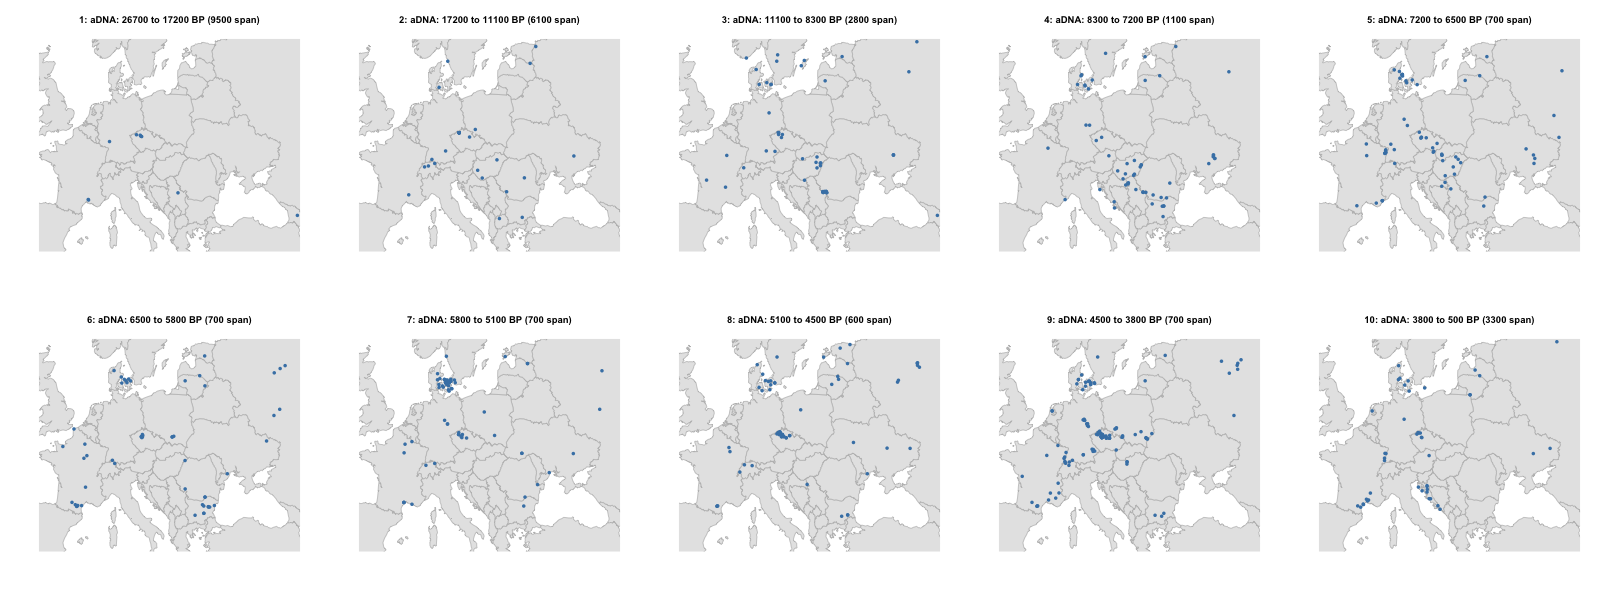 1: aDNA: 26700 to 17200 BP (9500 span)
2: aDNA: 17200 to 11100 BP (6100 span)
3: aDNA: 11100 to 8300 BP (2800 span)
4: aDNA: 8300 to 7200 BP (1100 span)
5: aDNA: 7200 to 6500 BP (700 span)
6: aDNA: 6500 to 5800 BP (700 span)
7: aDNA: 5800 to 5100 BP (700 span)
8: aDNA: 5100 to 4500 BP (600 span)
9: aDNA: 4500 to 3800 BP (700 span)
10: aDNA: 3800 to 500 BP (3300 span)